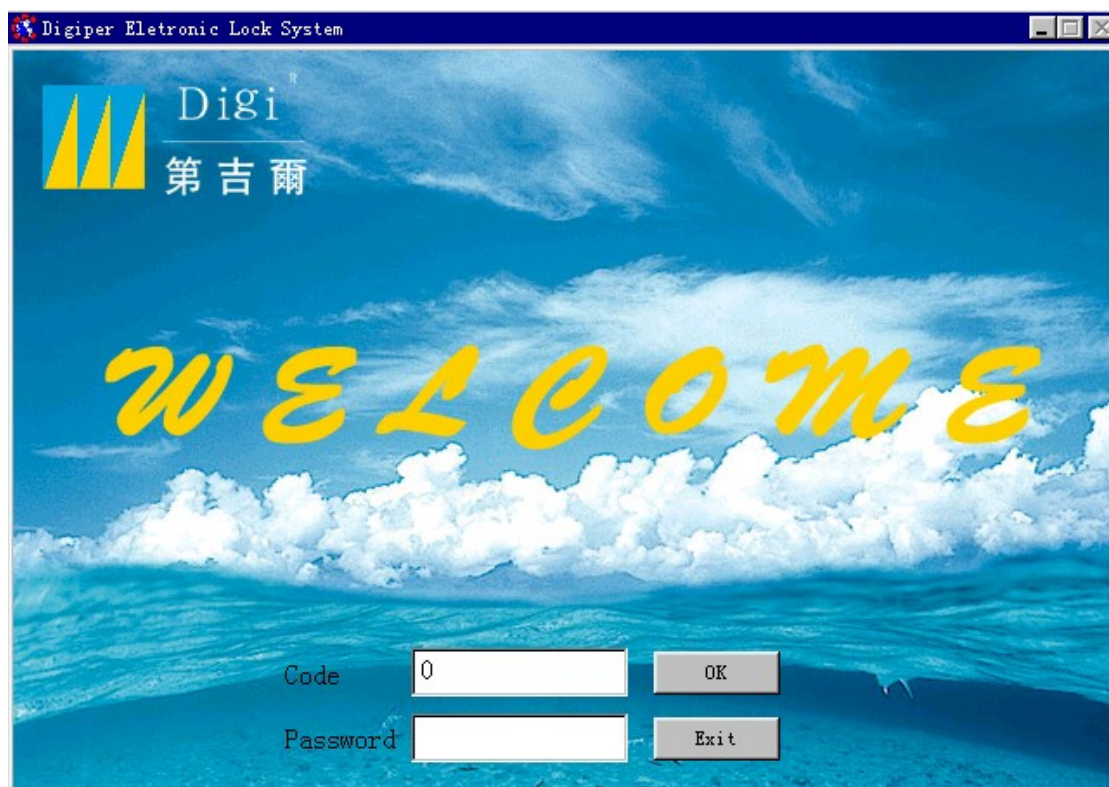 Digiper Eletronic Lock System
Digi R
第吉爾
WELCOME
Code 0 OK
Password Exit